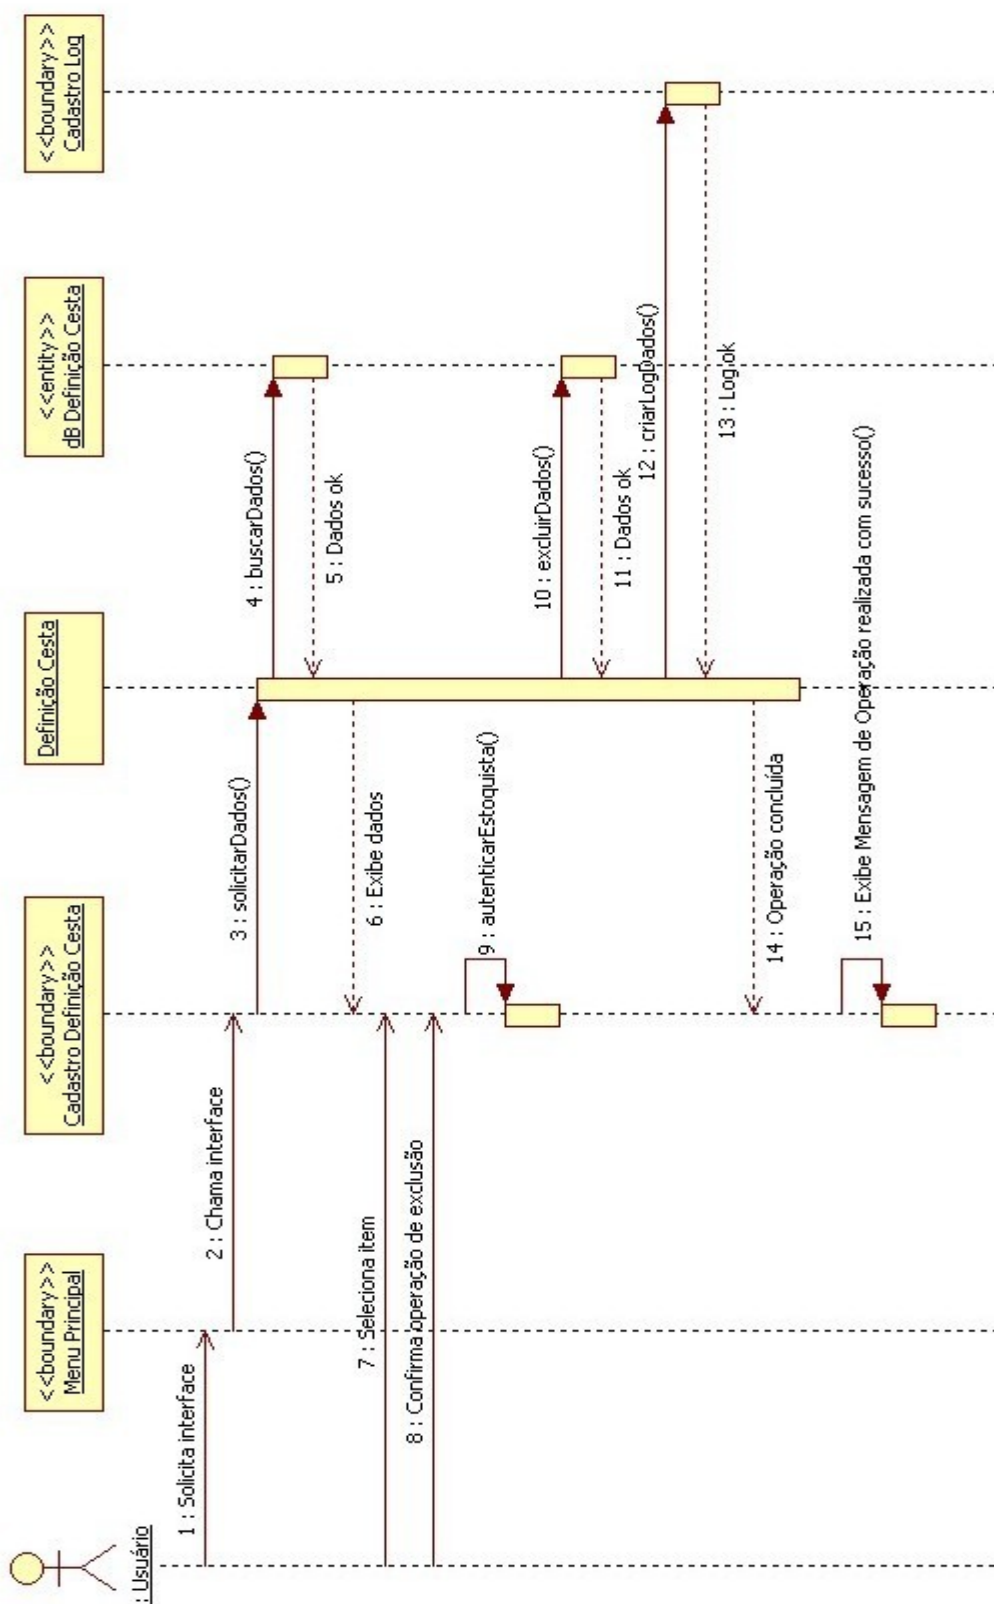 : Usuário
<<boundary>>
Menu Principal
<<boundary>>
Cadastro Definição Cesta
Definição Cesta
<<entity>>
dB Definição Cesta
<<boundary>>
Cadastro Log
1 : Solicita interface
2 : Chama interface
3 : solicitarDados()
4 : buscarDados()
5 : Dados ok
6 : Exibe dados
7 : Seleciona item
8 : Confirma operação de exclusão
9 : autenticarEstoquista()
10 : excluirDados()
11 : Dados ok
12 : criarLogDados()
13 : Log ok
14 : Operação concluída
15 : Exibe Mensagem de Operação realizada com sucesso()